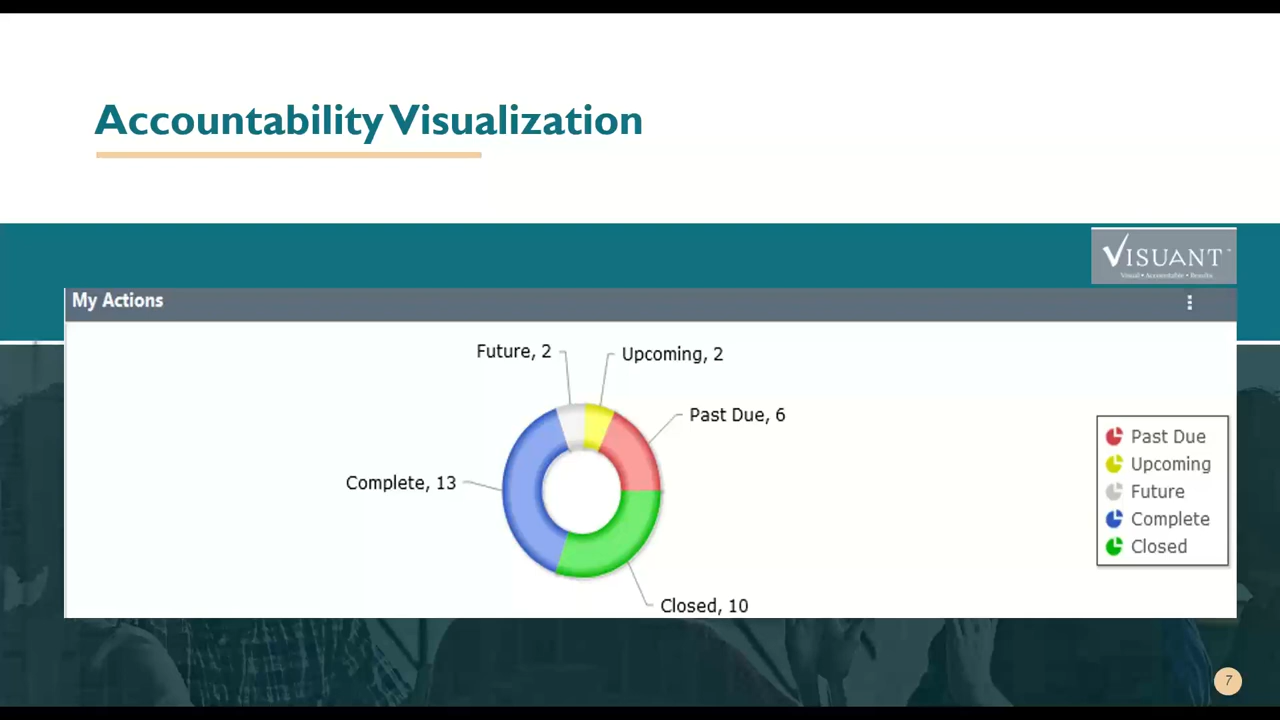 Accountability Visualization
VISUANT™
Visual • Accountable • Results
My Actions
Future, 2
Upcoming, 2
Past Due, 6
Complete, 13
Closed, 10
Past Due
Upcoming
Future
Complete
Closed
7